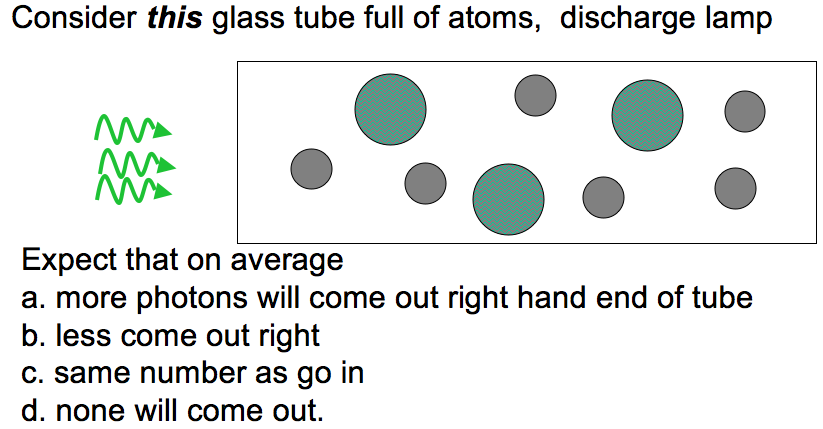 Consider this glass tube full of atoms, discharge lamp
Expect that on average
a. more photons will come out right hand end of tube
b. less come out right
c. same number as go in
d. none will come out.